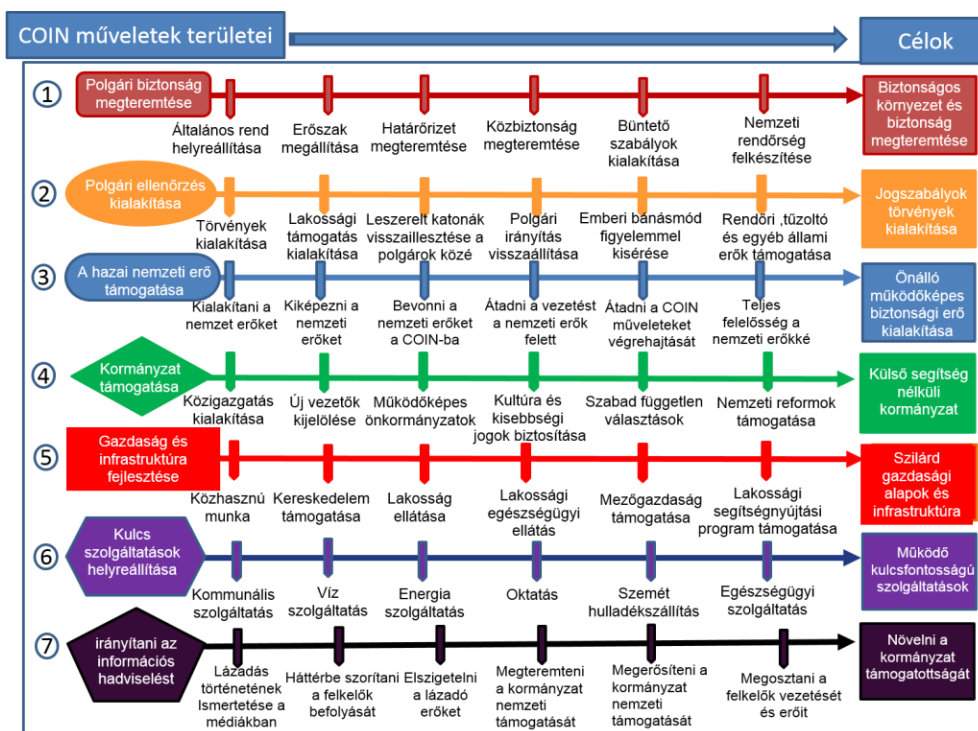 COIN műveletek területei
Célok
1
Polgári biztonság
megteremtése
Általános rend
helyreállítása
Erőszak
megállítása
Határőrizet
megteremtése
Közbiztonság
megteremtése
Büntető
szabályok
kialakítása
Nemzeti
rendőrség
felkészítése
Biztonságos
környezet és
biztonság
megteremtése
2
Polgári ellenőrzés
kialakítása
Törvények
kialakítása
Lakossági
támogatás
kialakítása
Leszerelt katonák
visszaillesztése a
polgárok közé
Polgári
irányítás
visszaállítása
Emberi bánásmód
figyelemmel
kisérése
Rendőri ,tűzoltó
és egyéb állami
erők támogatása
Jogszabályok
törvények
kialakítása
3
A hazai nemzeti erő
támogatása
Kialakítani a
nemzet erőket
Kiképezni a
nemzeti
erőket
Bevonni a
nemzeti erőket
a COIN-ba
Átadni a vezetést
a nemzeti erők
felett
Átadni a COIN
műveleteket
végrehajtását
Teljes
felelősség a
nemzeti erőkké
Önálló
működőképes
biztonsági erő
kialakítása
4
Kormányzat
támogatása
Közigazgatás
kialakítása
Új vezetők
kijelölése
Működőképes
önkormányzatok
Kultúra és
kisebbségi
jogok biztosítása
Szabad független
választások
Nemzeti reformok
támogatása
Külső segítség
nélküli
kormányzat
5
Gazdaság és
infrastruktúra
fejlesztése
Közhasznú
munka
Kereskedelem
támogatása
Lakosság
ellátása
Lakossági
egészségügyi
ellátás
Mezőgazdaság
támogatása
Lakossági
segítségnyújtási
program támogatása
Szilárd
gazdasági
alapok és
infrastruktúra
6
Kulcs
szolgáltatások
helyreállítása
Kommunális
szolgáltatás
Víz
szolgáltatás
Energia
szolgáltatás
Oktatás
Szemét
hulladékszállítás
Egészségügyi
szolgáltatás
Működő
kulcsfontosságú
szolgáltatások
7
irányítani az
információs
hadviselést
Lázadás
történetének
Ismertetése a
médiákban
Háttérbe szorítani
a felkelők
befolyását
Elszigetelni
a lázadó
erőket
Megteremteni
a kormányzat
nemzeti
támogatását
Megerősíteni a
kormányzat
nemzeti
támogatását
Megosztani a
felkelők vezetését
és erőit
Növelni a
kormányzat
támogatottságát